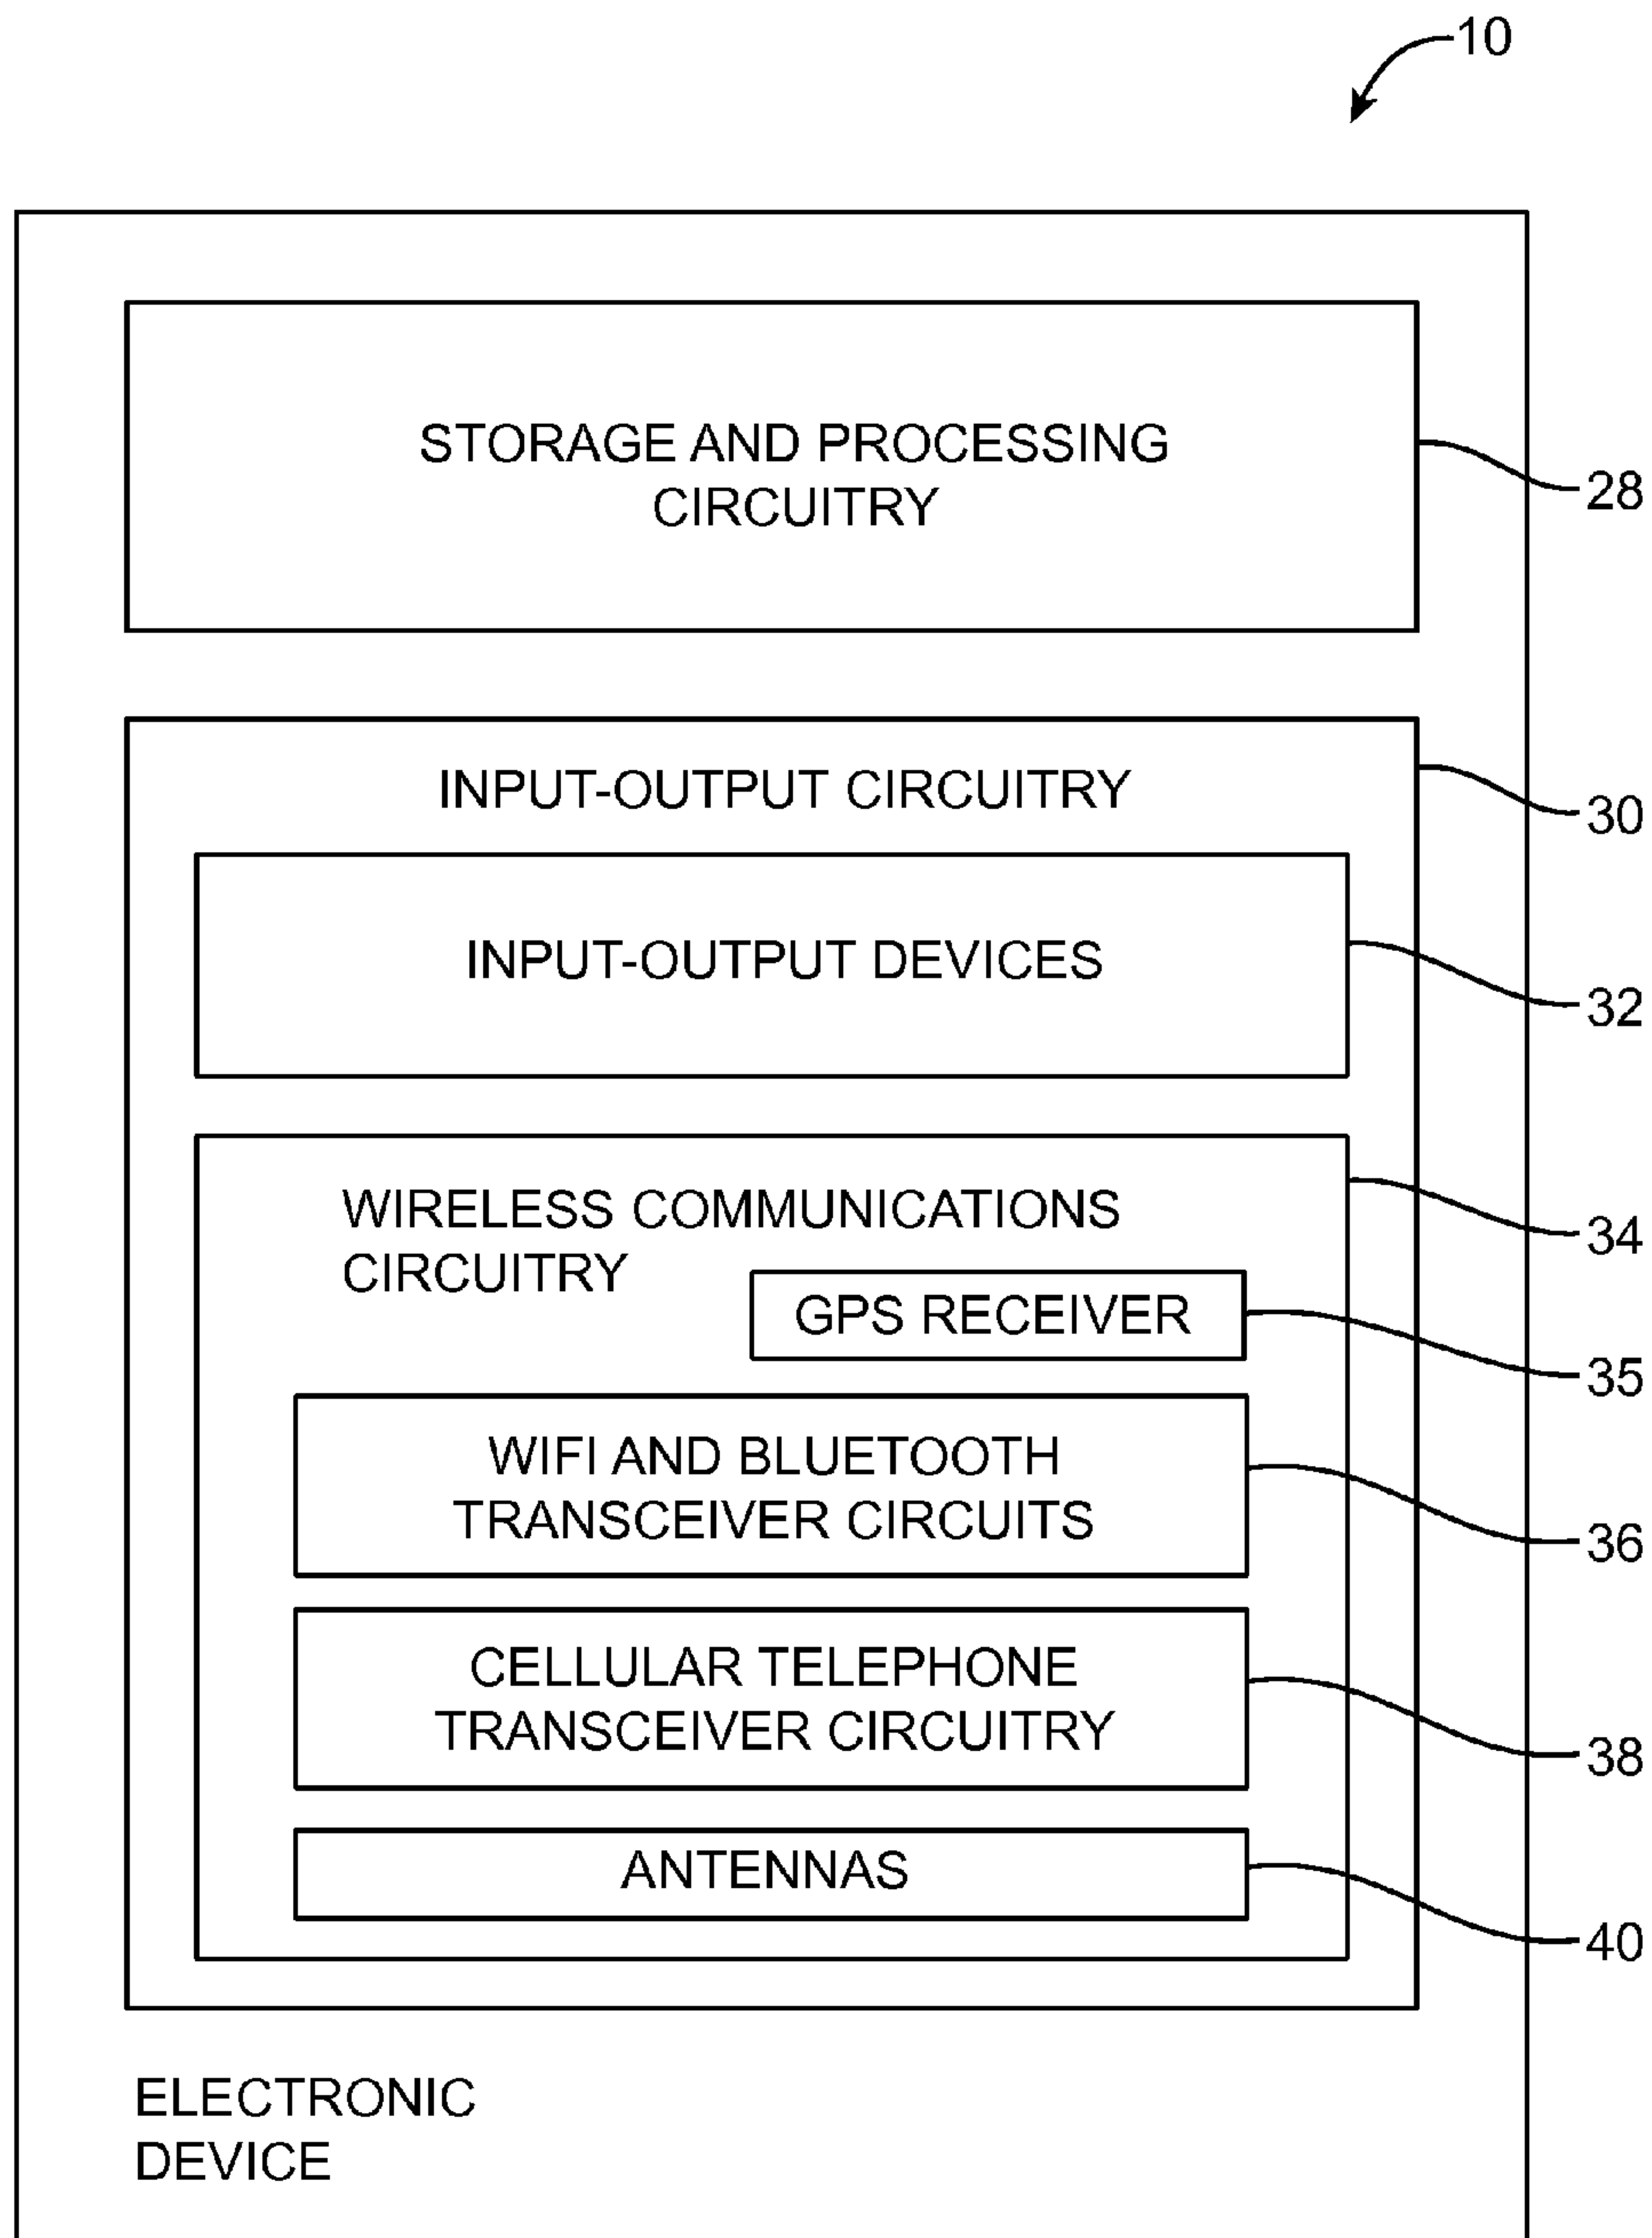 10
STORAGE AND PROCESSING
CIRCUITRY
28
INPUT-OUTPUT CIRCUITRY
30
INPUT-OUTPUT DEVICES
32
WIRELESS COMMUNICATIONS
CIRCUITRY
34
GPS RECEIVER
35
WIFI AND BLUETOOTH
TRANSCEIVER CIRCUITS
36
CELLULAR TELEPHONE
TRANSCEIVER CIRCUITRY
38
ANTENNAS
40
ELECTRONIC
DEVICE